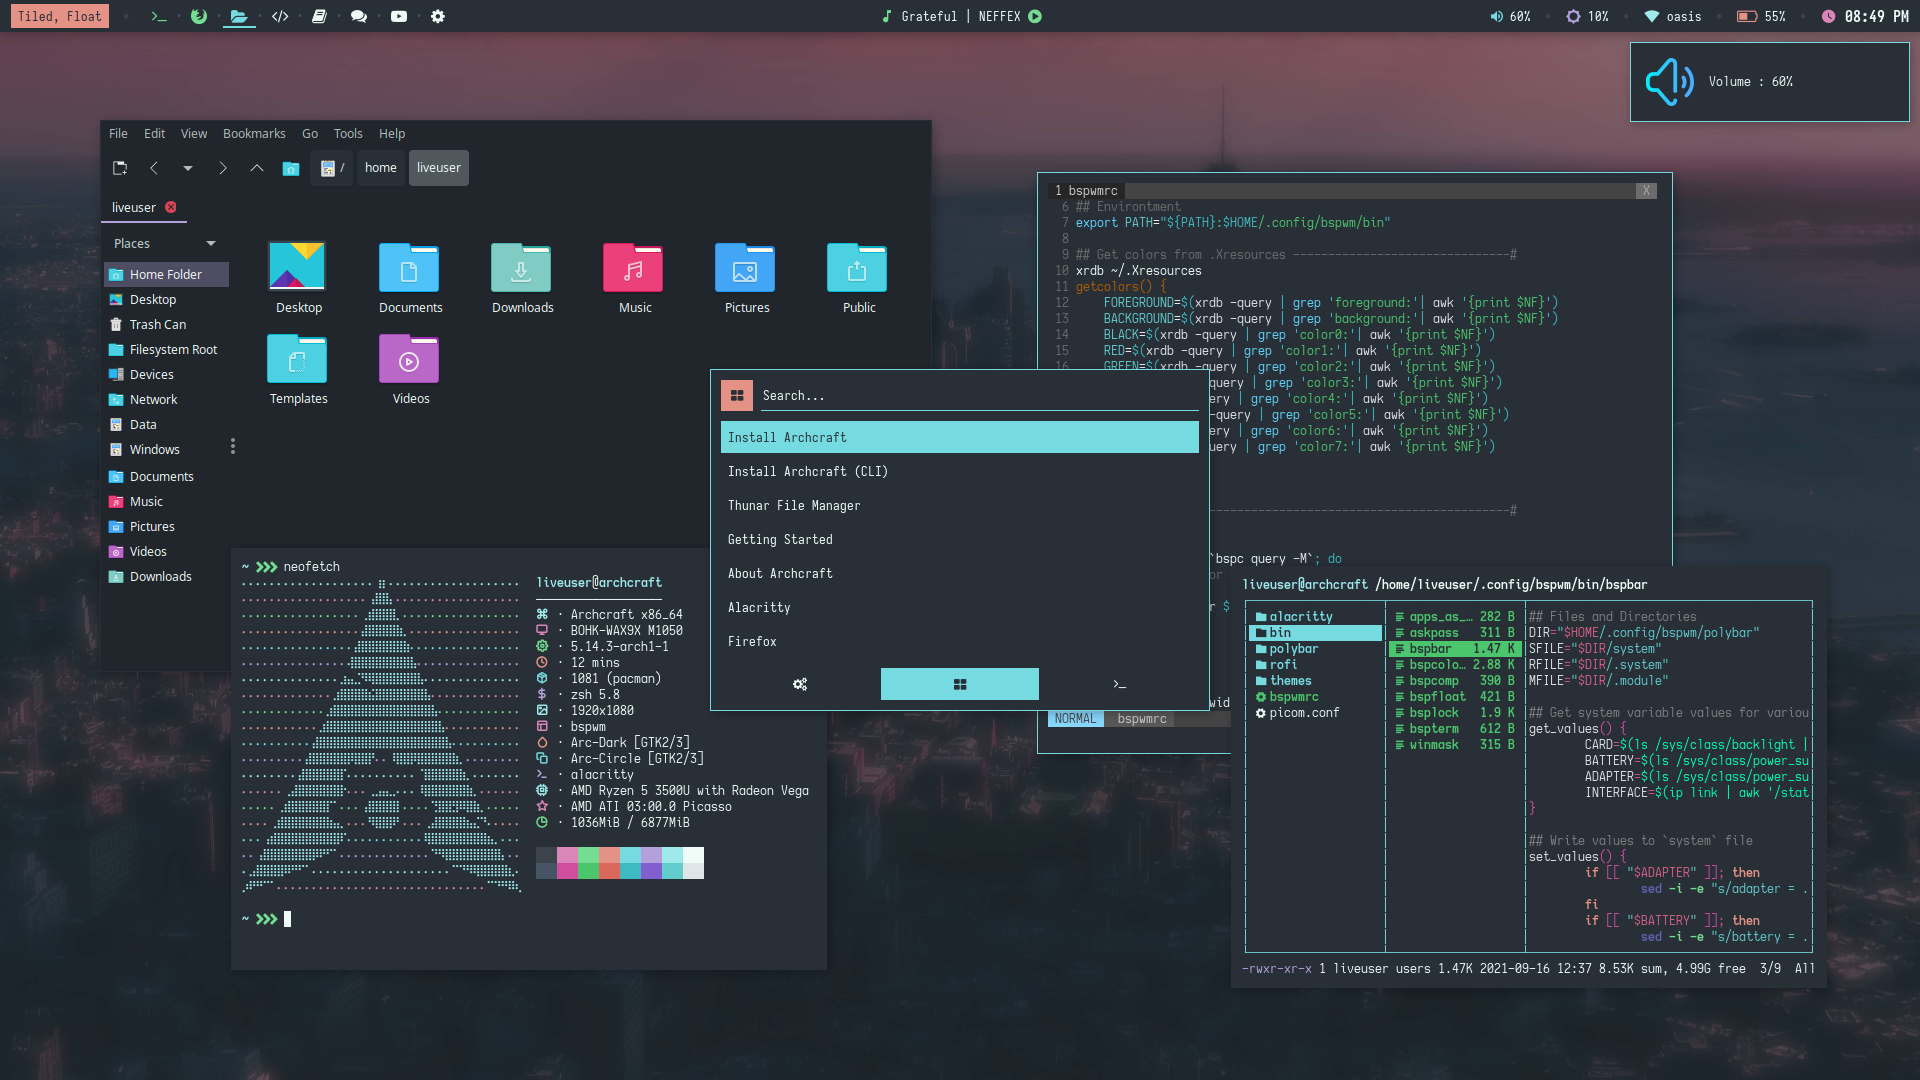 Tiled, Float
Grateful | NEFFEX
60%
10%
oasis
55%
08:49 PM
Volume : 60%
File Edit View Bookmarks Go Tools Help
/ home liveuser
liveuser
Places
Home Folder
Desktop
Trash Can
Filesystem Root
Devices
Network
Data
Windows
Documents
Music
Pictures
Videos
Downloads
Desktop
Documents
Downloads
Music
Pictures
Public
Templates
Videos
1 bspwmrc X
6 ## Environtment
7 export PATH="${PATH}:$HOME/.config/bspwm/bin"
8
9 ## Get colors from .Xresources -------------------------------#
10 xrdb ~/.Xresources
11 getcolors() {
12 FOREGROUND=$(xrdb -query | grep 'foreground:'| awk '{print $NF}')
13 BACKGROUND=$(xrdb -query | grep 'background:'| awk '{print $NF}')
14 BLACK=$(xrdb -query | grep 'color0:'| awk '{print $NF}')
15 RED=$(xrdb -query | grep 'color1:'| awk '{print $NF}')
16 GREEN=$(xrdb -query | grep 'color2:'| awk '{print $NF}')
uery | grep 'color3:'| awk '{print $NF}')
ry | grep 'color4:'| awk '{print $NF}')
-query | grep 'color5:'| awk '{print $NF}')
ery | grep 'color6:'| awk '{print $NF}')
uery | grep 'color7:'| awk '{print $NF}')
-------------------------------------------#
`bspc query -M`; do
or
r $
wid
NORMAL bspwmrc
Search...
Install Archcraft
Install Archcraft (CLI)
Thunar File Manager
Getting Started
About Archcraft
Alacritty
Firefox
~ >>> neofetch
liveuser@archcraft
· Archcraft x86_64
· BOHK-WAX9X M1050
· 5.14.3-arch1-1
· 12 mins
· 1081 (pacman)
· zsh 5.8
· 1920x1080
· bspwm
· Arc-Dark [GTK2/3]
· Arc-Circle [GTK2/3]
· alacritty
· AMD Ryzen 5 3500U with Radeon Vega
· AMD ATI 03:00.0 Picasso
· 1036MiB / 6877MiB
~ >>>
liveuser@archcraft /home/liveuser/.config/bspwm/bin/bspbar
alacritty
bin
polybar
rofi
themes
bspwmrc
picom.conf
apps_as_… 282 B
askpass 311 B
bspbar 1.47 K
bspcolo… 2.88 K
bspcomp 390 B
bspfloat 421 B
bsplock 1.9 K
bspterm 612 B
winmask 315 B
## Files and Directories
DIR="$HOME/.config/bspwm/polybar"
SFILE="$DIR/system"
RFILE="$DIR/.system"
MFILE="$DIR/.module"
## Get system variable values for variou
get_values() {
CARD=$(ls /sys/class/backlight |
BATTERY=$(ls /sys/class/power_su
ADAPTER=$(ls /sys/class/power_su
INTERFACE=$(ip link | awk '/stat
}
## Write values to `system` file
set_values() {
if [[ "$ADAPTER" ]]; then
sed -i -e "s/adapter = .
fi
if [[ "$BATTERY" ]]; then
sed -i -e "s/battery = .
-rwxr-xr-x 1 liveuser users 1.47K 2021-09-16 12:37 8.53K sum, 4.99G free 3/9 All